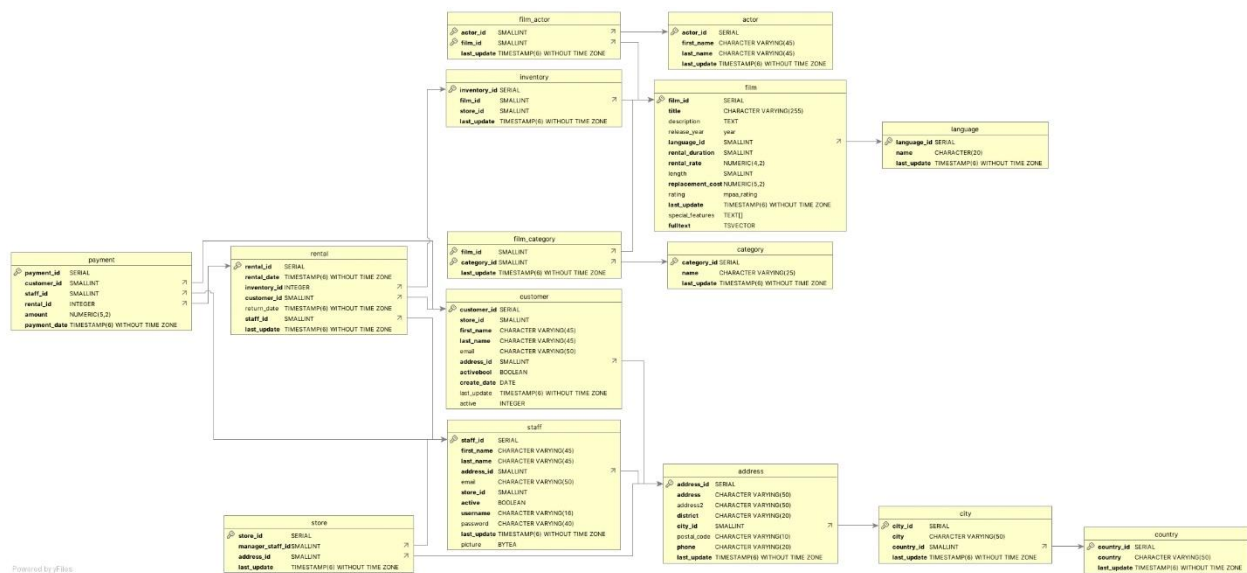 film_actor
actor_id SMALLINT
film_id SMALLINT
last_update TIMESTAMP(6) WITHOUT TIME ZONE
actor
actor_id SERIAL
first_name CHARACTER VARYING(45)
last_name CHARACTER VARYING(45)
last_update TIMESTAMP(6) WITHOUT TIME ZONE
inventory
inventory_id SERIAL
film_id SMALLINT
store_id SMALLINT
last_update TIMESTAMP(6) WITHOUT TIME ZONE
film
film_id SERIAL
title CHARACTER VARYING(255)
description TEXT
release_year year
language_id SMALLINT
rental_duration SMALLINT
rental_rate NUMERIC(4,2)
length SMALLINT
replacement_cost NUMERIC(5,2)
rating mpaa_rating
last_update TIMESTAMP(6) WITHOUT TIME ZONE
special_features TEXT[]
fulltext TSVECTOR
language
language_id SERIAL
name CHARACTER(20)
last_update TIMESTAMP(6) WITHOUT TIME ZONE
film_category
film_id SMALLINT
category_id SMALLINT
last_update TIMESTAMP(6) WITHOUT TIME ZONE
category
category_id SERIAL
name CHARACTER VARYING(25)
last_update TIMESTAMP(6) WITHOUT TIME ZONE
payment
payment_id SERIAL
customer_id SMALLINT
staff_id SMALLINT
rental_id INTEGER
amount NUMERIC(5,2)
payment_date TIMESTAMP(6) WITHOUT TIME ZONE
rental
rental_id SERIAL
rental_date TIMESTAMP(6) WITHOUT TIME ZONE
inventory_id INTEGER
customer_id SMALLINT
return_date TIMESTAMP(6) WITHOUT TIME ZONE
staff_id SMALLINT
last_update TIMESTAMP(6) WITHOUT TIME ZONE
customer
customer_id SERIAL
store_id SMALLINT
first_name CHARACTER VARYING(45)
last_name CHARACTER VARYING(45)
email CHARACTER VARYING(50)
address_id SMALLINT
activebool BOOLEAN
create_date DATE
last_update TIMESTAMP(6) WITHOUT TIME ZONE
active INTEGER
staff
staff_id SERIAL
first_name CHARACTER VARYING(45)
last_name CHARACTER VARYING(45)
address_id SMALLINT
email CHARACTER VARYING(50)
store_id SMALLINT
active BOOLEAN
username CHARACTER VARYING(16)
password CHARACTER VARYING(40)
last_update TIMESTAMP(6) WITHOUT TIME ZONE
picture BYTEA
store
store_id SERIAL
manager_staff_id SMALLINT
address_id SMALLINT
last_update TIMESTAMP(6) WITHOUT TIME ZONE
address
address_id SERIAL
address CHARACTER VARYING(50)
address2 CHARACTER VARYING(50)
district CHARACTER VARYING(20)
city_id SMALLINT
postal_code CHARACTER VARYING(10)
phone CHARACTER VARYING(20)
last_update TIMESTAMP(6) WITHOUT TIME ZONE
city
city_id SERIAL
city CHARACTER VARYING(50)
country_id SMALLINT
last_update TIMESTAMP(6) WITHOUT TIME ZONE
country
country_id SERIAL
country CHARACTER VARYING(50)
last_update TIMESTAMP(6) WITHOUT TIME ZONE
Powered by yFiles